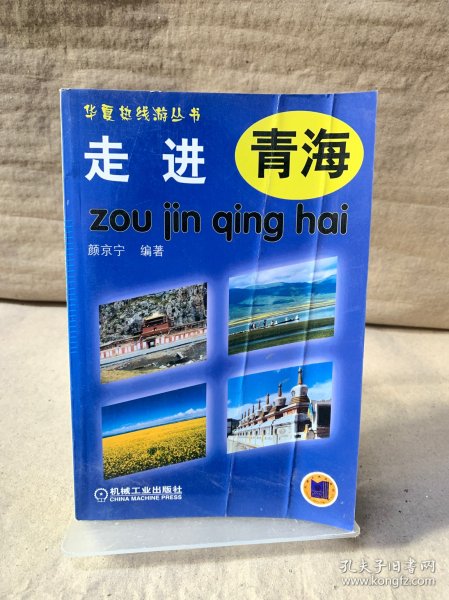 华夏热线游丛书
走进 青海
zou jin qing hai
颜京宁 编著
机械工业出版社
CHINA MACHINE PRESS
孔夫子旧书网
www.kongfz.com